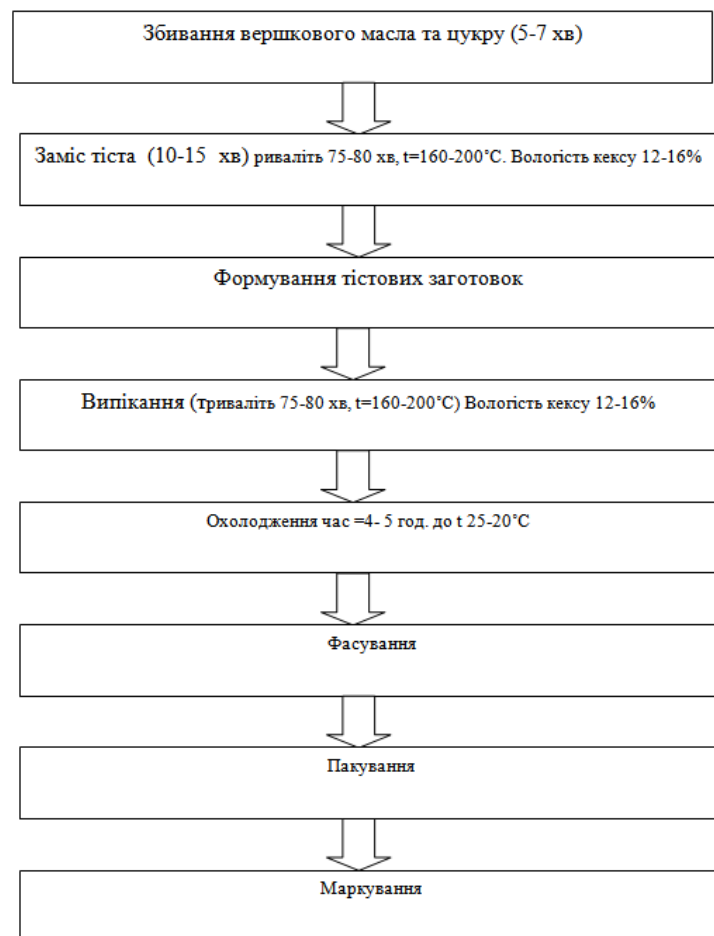 Збивання вершкового масла та цукру (5-7 хв)
Заміс тіста (10-15 хв) риваліть 75-80 хв, t=160-200˚С. Вологість кексу 12-16%
Формування тістових заготовок
Випікання (триваліть 75-80 хв, t=160-200˚С) Вологість кексу 12-16%
Охолодження час =4- 5 год. до t 25-20˚С
Фасування
Пакування
Маркування